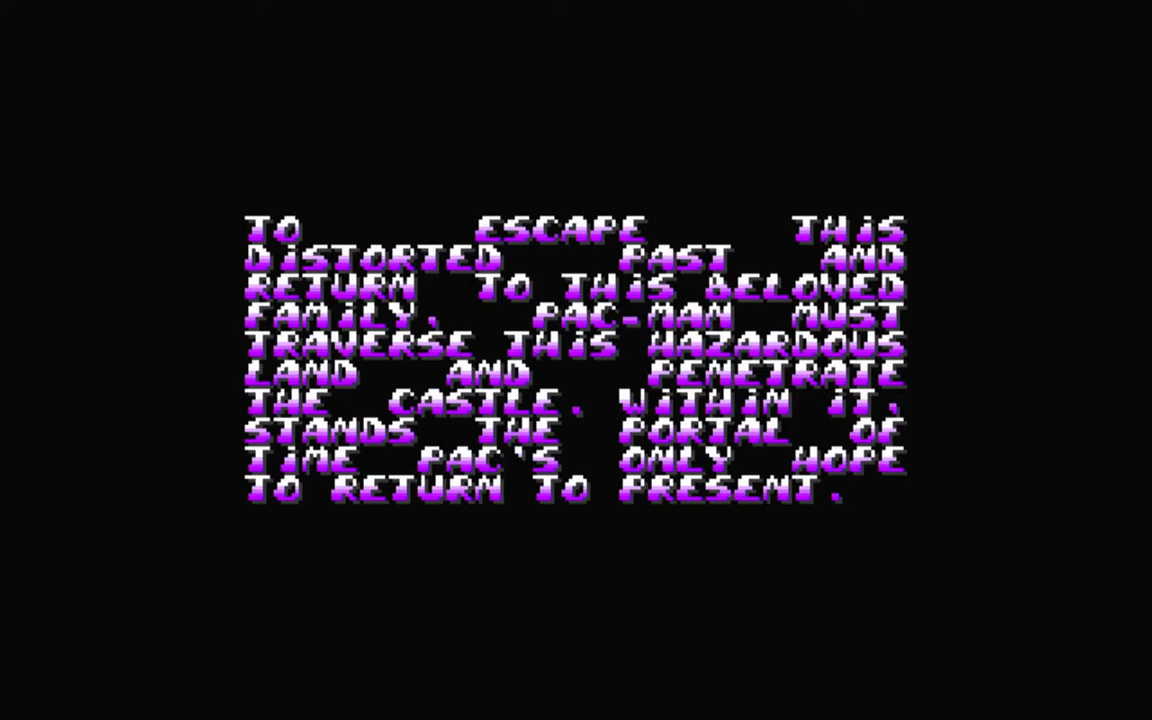 TO ESCAPE THiS
DiSTORTED PAST AND
RETURN TO THiS BELOVED
FAMiLY, PAC-MAN MUST
TRAVERSE THiS HAZARDOUS
LAND AND PENETRATE
THE CASTLE. WiTHiN iT,
STANDS THE PORTAL OF
TiME PAC'S ONLY HOPE
TO RETURN TO PRESENT.